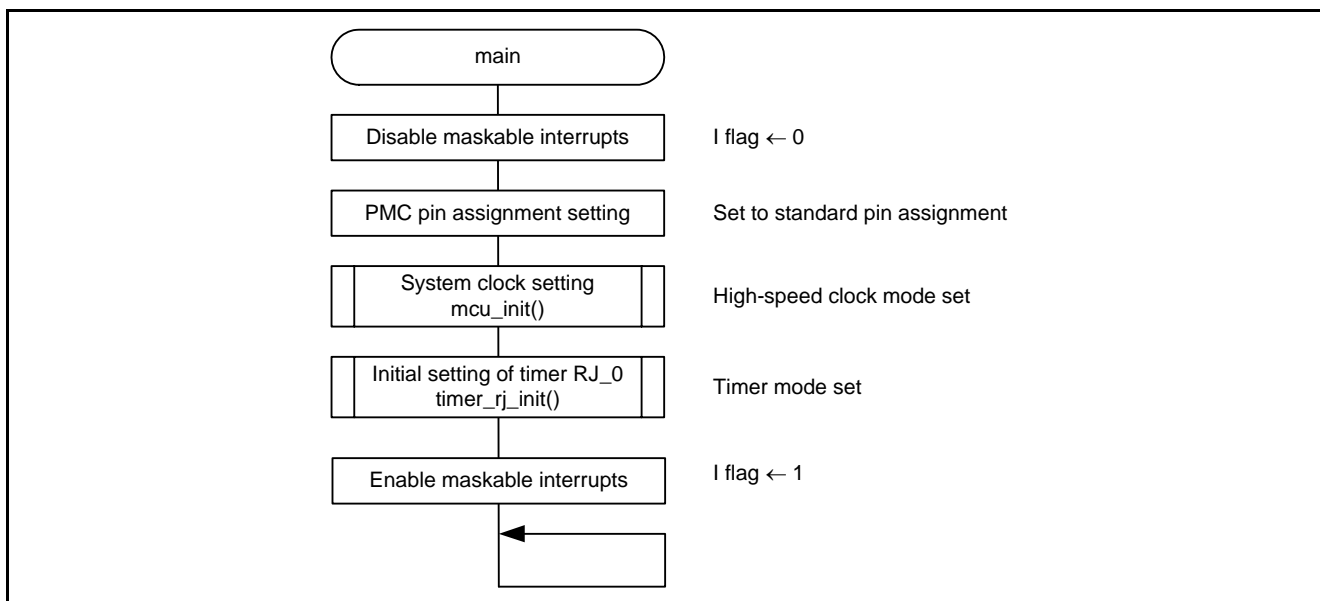 main
Disable maskable interrupts
I flag ← 0
PMC pin assignment setting
Set to standard pin assignment
System clock setting
mcu_init()
High-speed clock mode set
Initial setting of timer RJ_0
timer_rj_init()
Timer mode set
Enable maskable interrupts
I flag ← 1